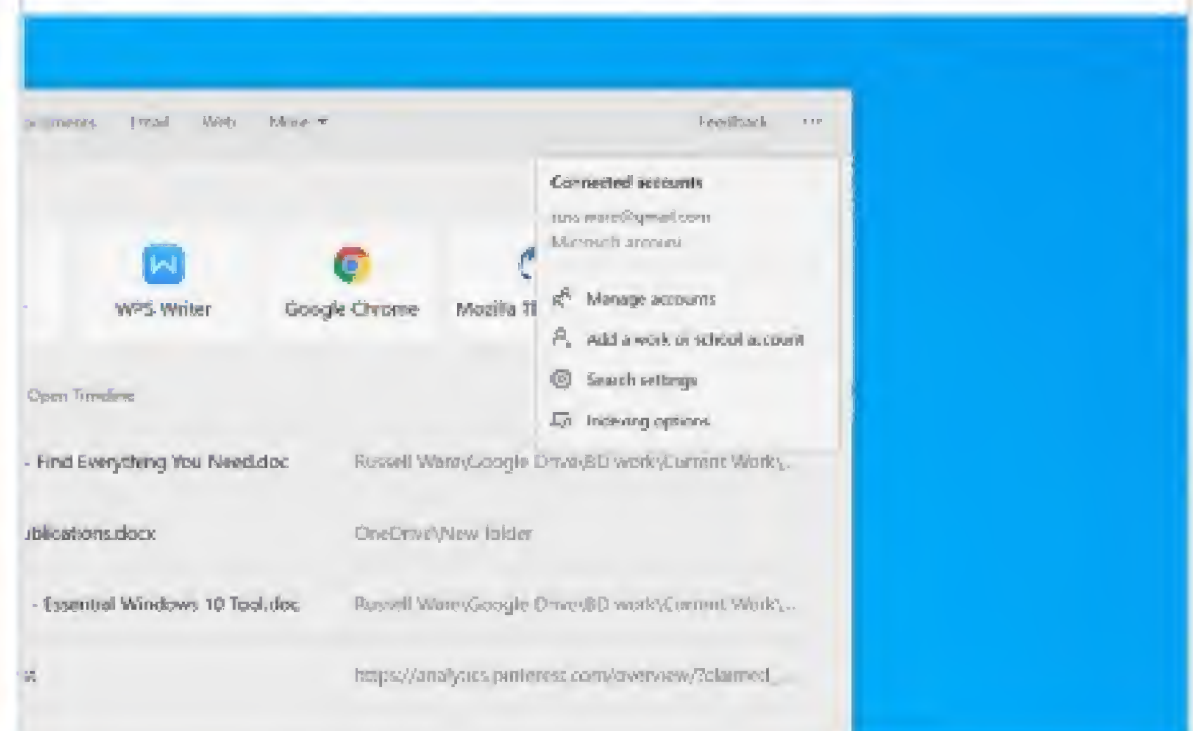 Email Web More Feedback ...
Connected accounts
Microsoft account
WPS Writer Google Chrome Mozilla
Manage accounts
Add a work or school account
Search settings
Indexing options
Open Timeline
- Find Everything You Need.doc Russell Ware\Google Drive\BD work\Current Work\...
ublications.docx OneDrive\New folder
- Essential Windows 10 Tool.doc Russell Ware\Google Drive\BD work\Current Work\...
https://analytics.pinterest.com/overview/?claimed_...